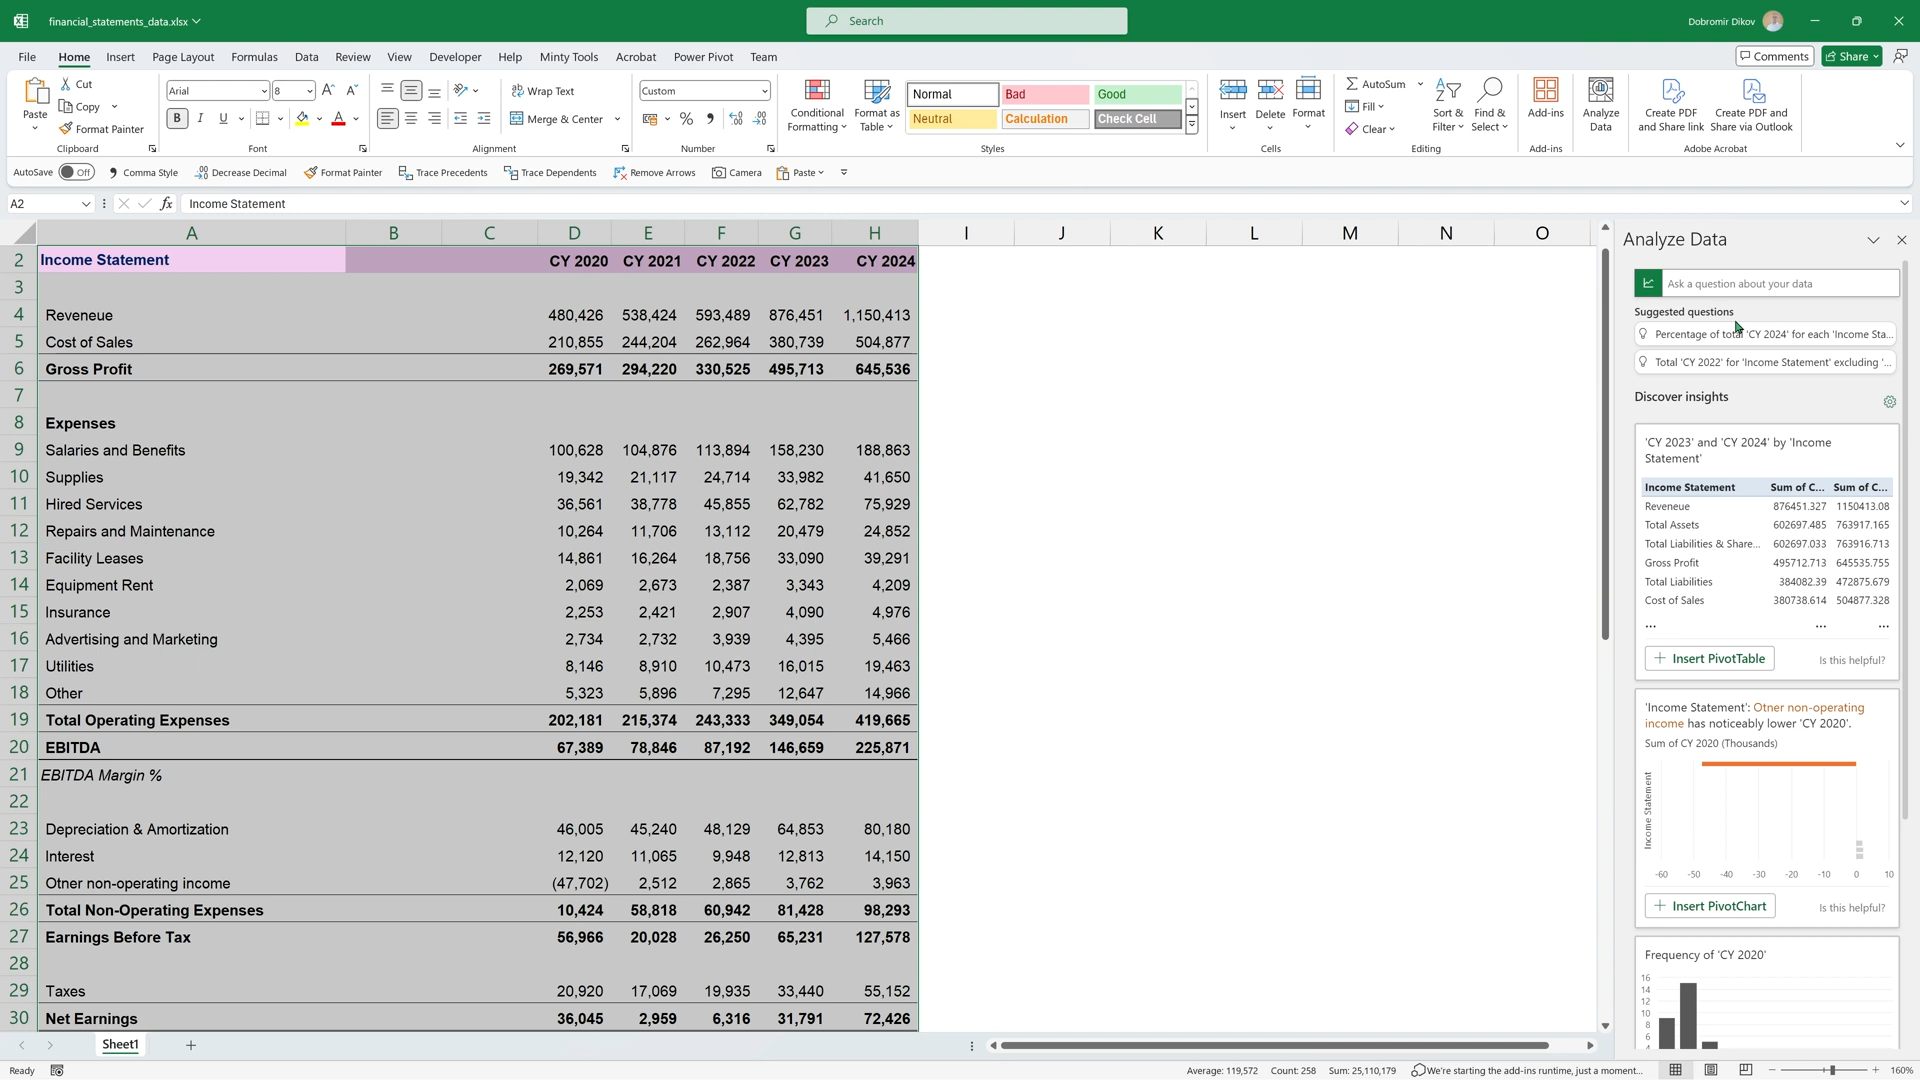 financial_statements_data.xlsx
Search
Dobromir Dikov
File Home Insert Page Layout Formulas Data Review View Developer Help Minty Tools Acrobat Power Pivot Team
Comments Share
Paste
Cut
Copy
Format Painter
Clipboard
Arial 8
B I U
Font
Wrap Text
Merge & Center
Alignment
Custom
Number
Conditional Formatting
Format as Table
Normal Bad Good
Neutral Calculation Check Cell
Styles
Insert Delete Format
Cells
AutoSum
Fill
Clear
Sort & Filter
Find & Select
Editing
Add-ins
Add-ins
Analyze Data
Create PDF and Share link
Create PDF and Share via Outlook
Adobe Acrobat
AutoSave Off Comma Style Decrease Decimal Format Painter Trace Precedents Trace Dependents Remove Arrows Camera Paste
A2 fx Income Statement
A B C D E F G H I J K L M N O
2 Income Statement CY 2020 CY 2021 CY 2022 CY 2023 CY 2024
3
4 Reveneue 480,426 538,424 593,489 876,451 1,150,413
5 Cost of Sales 210,855 244,204 262,964 380,739 504,877
6 Gross Profit 269,571 294,220 330,525 495,713 645,536
7
8 Expenses
9 Salaries and Benefits 100,628 104,876 113,894 158,230 188,863
10 Supplies 19,342 21,117 24,714 33,982 41,650
11 Hired Services 36,561 38,778 45,855 62,782 75,929
12 Repairs and Maintenance 10,264 11,706 13,112 20,479 24,852
13 Facility Leases 14,861 16,264 18,756 33,090 39,291
14 Equipment Rent 2,069 2,673 2,387 3,343 4,209
15 Insurance 2,253 2,421 2,907 4,090 4,976
16 Advertising and Marketing 2,734 2,732 3,939 4,395 5,466
17 Utilities 8,146 8,910 10,473 16,015 19,463
18 Other 5,323 5,896 7,295 12,647 14,966
19 Total Operating Expenses 202,181 215,374 243,333 349,054 419,665
20 EBITDA 67,389 78,846 87,192 146,659 225,871
21 EBITDA Margin %
22
23 Depreciation & Amortization 46,005 45,240 48,129 64,853 80,180
24 Interest 12,120 11,065 9,948 12,813 14,150
25 Otner non-operating income (47,702) 2,512 2,865 3,762 3,963
26 Total Non-Operating Expenses 10,424 58,818 60,942 81,428 98,293
27 Earnings Before Tax 56,966 20,028 26,250 65,231 127,578
28
29 Taxes 20,920 17,069 19,935 33,440 55,152
30 Net Earnings 36,045 2,959 6,316 31,791 72,426
Analyze Data
Ask a question about your data
Suggested questions
Percentage of total 'CY 2024' for each 'Income Sta...
Total 'CY 2022' for 'Income Statement' excluding '...
Discover insights
'CY 2023' and 'CY 2024' by 'Income
Statement'
Income Statement Sum of C... Sum of C...
Reveneue 876451.327 1150413.08
Total Assets 602697.485 763917.165
Total Liabilities & Share... 602697.033 763916.713
Gross Profit 495712.713 645535.755
Total Liabilities 384082.39 472875.679
Cost of Sales 380738.614 504877.328
... ... ...
Insert PivotTable Is this helpful?
'Income Statement': Otner non-operating
income has noticeably lower 'CY 2020'.
Sum of CY 2020 (Thousands)
Income Statement
-60 -50 -40 -30 -20 -10 0 10
Insert PivotChart Is this helpful?
Frequency of 'CY 2020'
16
14
12
10
8
6
Sheet1
Ready Average: 119,572 Count: 258 Sum: 25,110,179 We're starting the add-ins runtime, just a moment... 160%